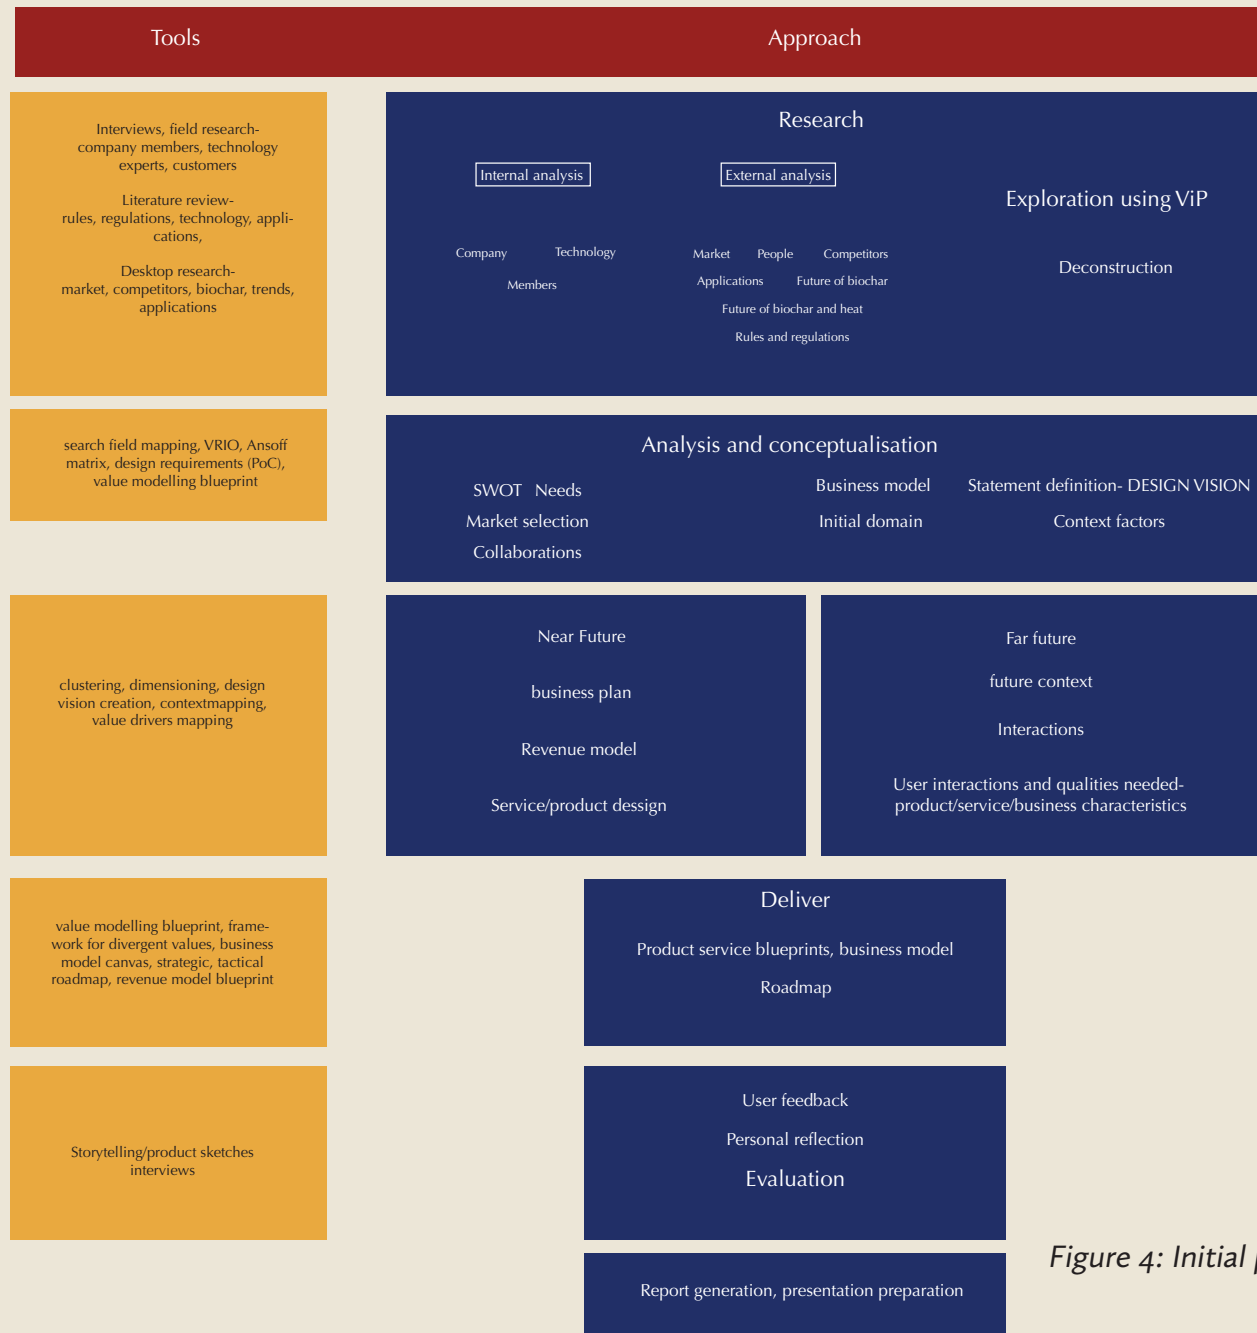 Tools
Approach
Interviews, field research-
company members, technology
experts, customers
Literature review-
rules, regulations, technology, appli-
cations,
Desktop research-
market, competitors, biochar, trends,
applications
Research
Internal analysis
External analysis
Exploration using ViP
Company Technology
Members
Market People Competitors
Applications Future of biochar
Future of biochar and heat
Rules and regulations
Deconstruction
search field mapping, VRIO, Ansoff
matrix, design requirements (PoC),
value modelling blueprint
Analysis and conceptualisation
SWOT Needs
Market selection
Collaborations
Business model
Initial domain
Statement definition- DESIGN VISION
Context factors
clustering, dimensioning, design
vision creation, contextmapping,
value drivers mapping
Near Future
business plan
Revenue model
Service/product dessign
Far future
future context
Interactions
User interactions and qualities needed-
product/service/business characteristics
value modelling blueprint, frame-
work for divergent values, business
model canvas, strategic, tactical
roadmap, revenue model blueprint
Deliver
Product service blueprints, business model
Roadmap
Storytelling/product sketches
interviews
User feedback
Personal reflection
Evaluation
Report generation, presentation preparation
Figure 4: Initial